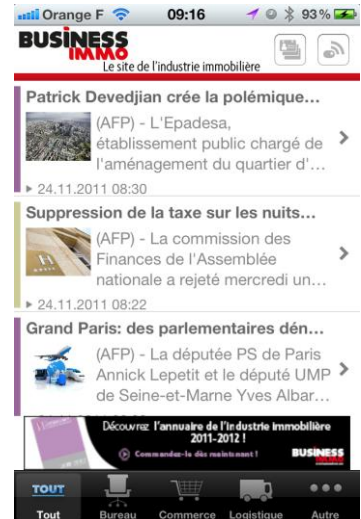 Orange F 09:16 93%
BUSINESS
IMMO
Le site de l'industrie immobilière
Patrick Devedjian crée la polémique...
(AFP) - L'Epadesa,
établissement public chargé de
l'aménagement du quartier d'...
24.11.2011 08:30
Suppression de la taxe sur les nuits...
(AFP) - La commission des
Finances de l'Assemblée
nationale a rejeté mercredi un...
24.11.2011 08:22
Grand Paris: des parlementaires dén...
(AFP) - La députée PS de Paris
Annick Lepetit et le député UMP
de Seine-et-Marne Yves Albar...
Découvrez l'annuaire de l'industrie immobilière
2011-2012 !
Commandez-le dès maintenant !
BUSINESS
TOUT
Tout Bureau Commerce Logistique Autre